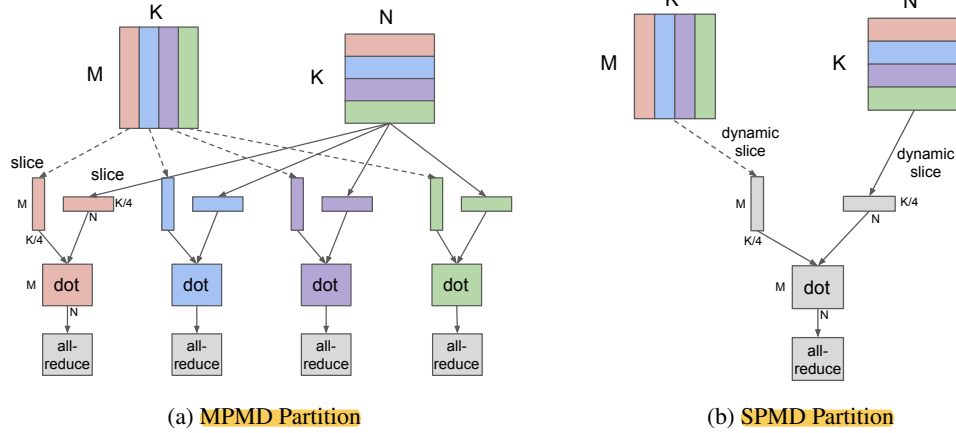 K
N
M
K
slice
slice
M
K/4
N
K/4
M
dot
dot
dot
dot
N
all-
reduce
all-
reduce
all-
reduce
all-
reduce
(a) MPMD Partition
K
N
M
K
dynamic
slice
dynamic
slice
M
K/4
K/4
N
M
dot
N
all-
reduce
(b) SPMD Partition